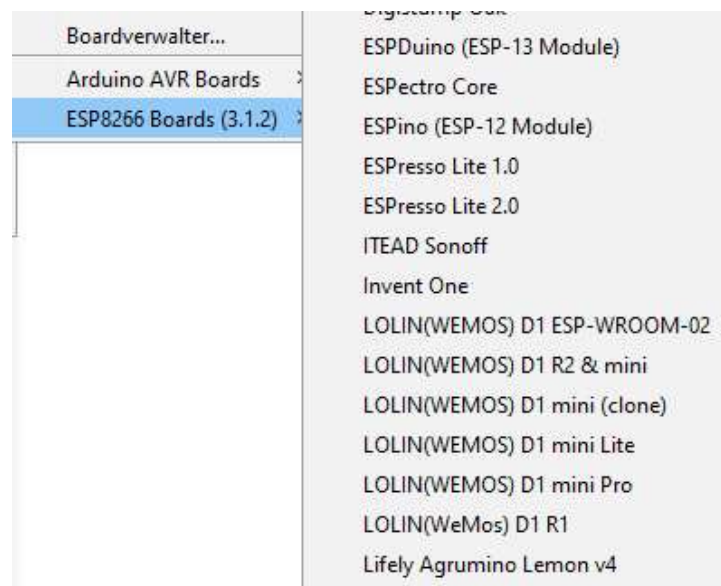 Boardverwalter...
Arduino AVR Boards
ESP8266 Boards (3.1.2)
ESPDuino (ESP-13 Module)
ESPectro Core
ESPino (ESP-12 Module)
ESPresso Lite 1.0
ESPresso Lite 2.0
ITEAD Sonoff
Invent One
LOLIN(WEMOS) D1 ESP-WROOM-02
LOLIN(WEMOS) D1 R2 & mini
LOLIN(WEMOS) D1 mini (clone)
LOLIN(WEMOS) D1 mini Lite
LOLIN(WEMOS) D1 mini Pro
LOLIN(WeMos) D1 R1
Lifely Agrumino Lemon v4